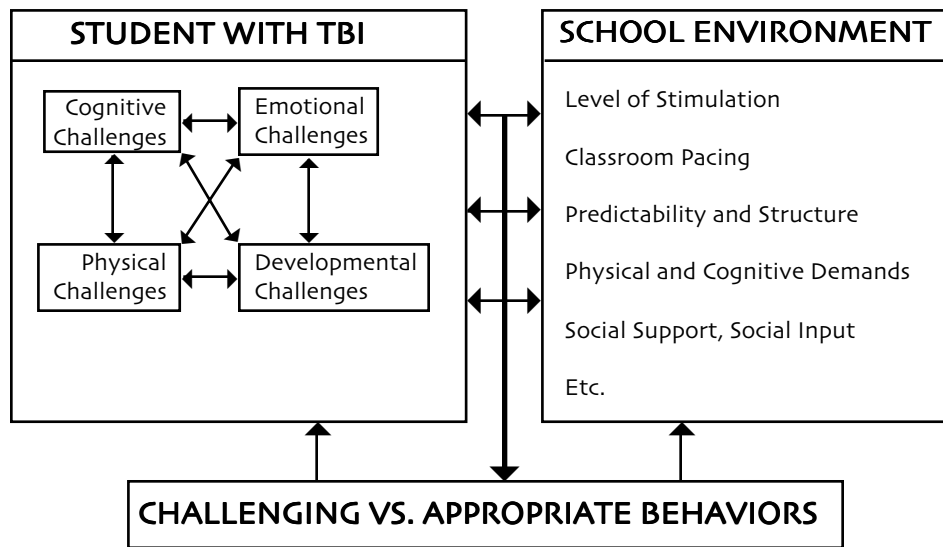 STUDENT WITH TBI
Cognitive
Challenges
Emotional
Challenges
Physical
Challenges
Developmental
Challenges
SCHOOL ENVIRONMENT
Level of Stimulation
Classroom Pacing
Predictability and Structure
Physical and Cognitive Demands
Social Support, Social Input
Etc.
CHALLENGING VS. APPROPRIATE BEHAVIORS